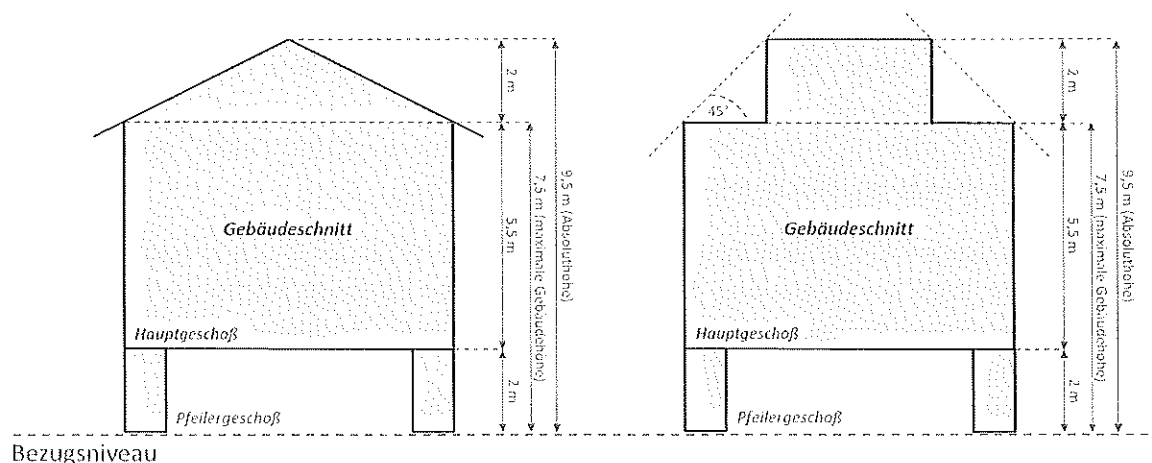 2 m
9,5 m (Absoluthöhe)
5,5 m
7,5 m (maximale Gebäudehöhe)
Gebäudeschnitt
Hauptgeschoß
2 m
Pfeilergeschoß
45°
2 m
9,5 m (Absoluthöhe)
5,5 m
7,5 m (maximale Gebäudehöhe)
Gebäudeschnitt
Hauptgeschoß
2 m
Pfeilergeschoß
Bezugsniveau